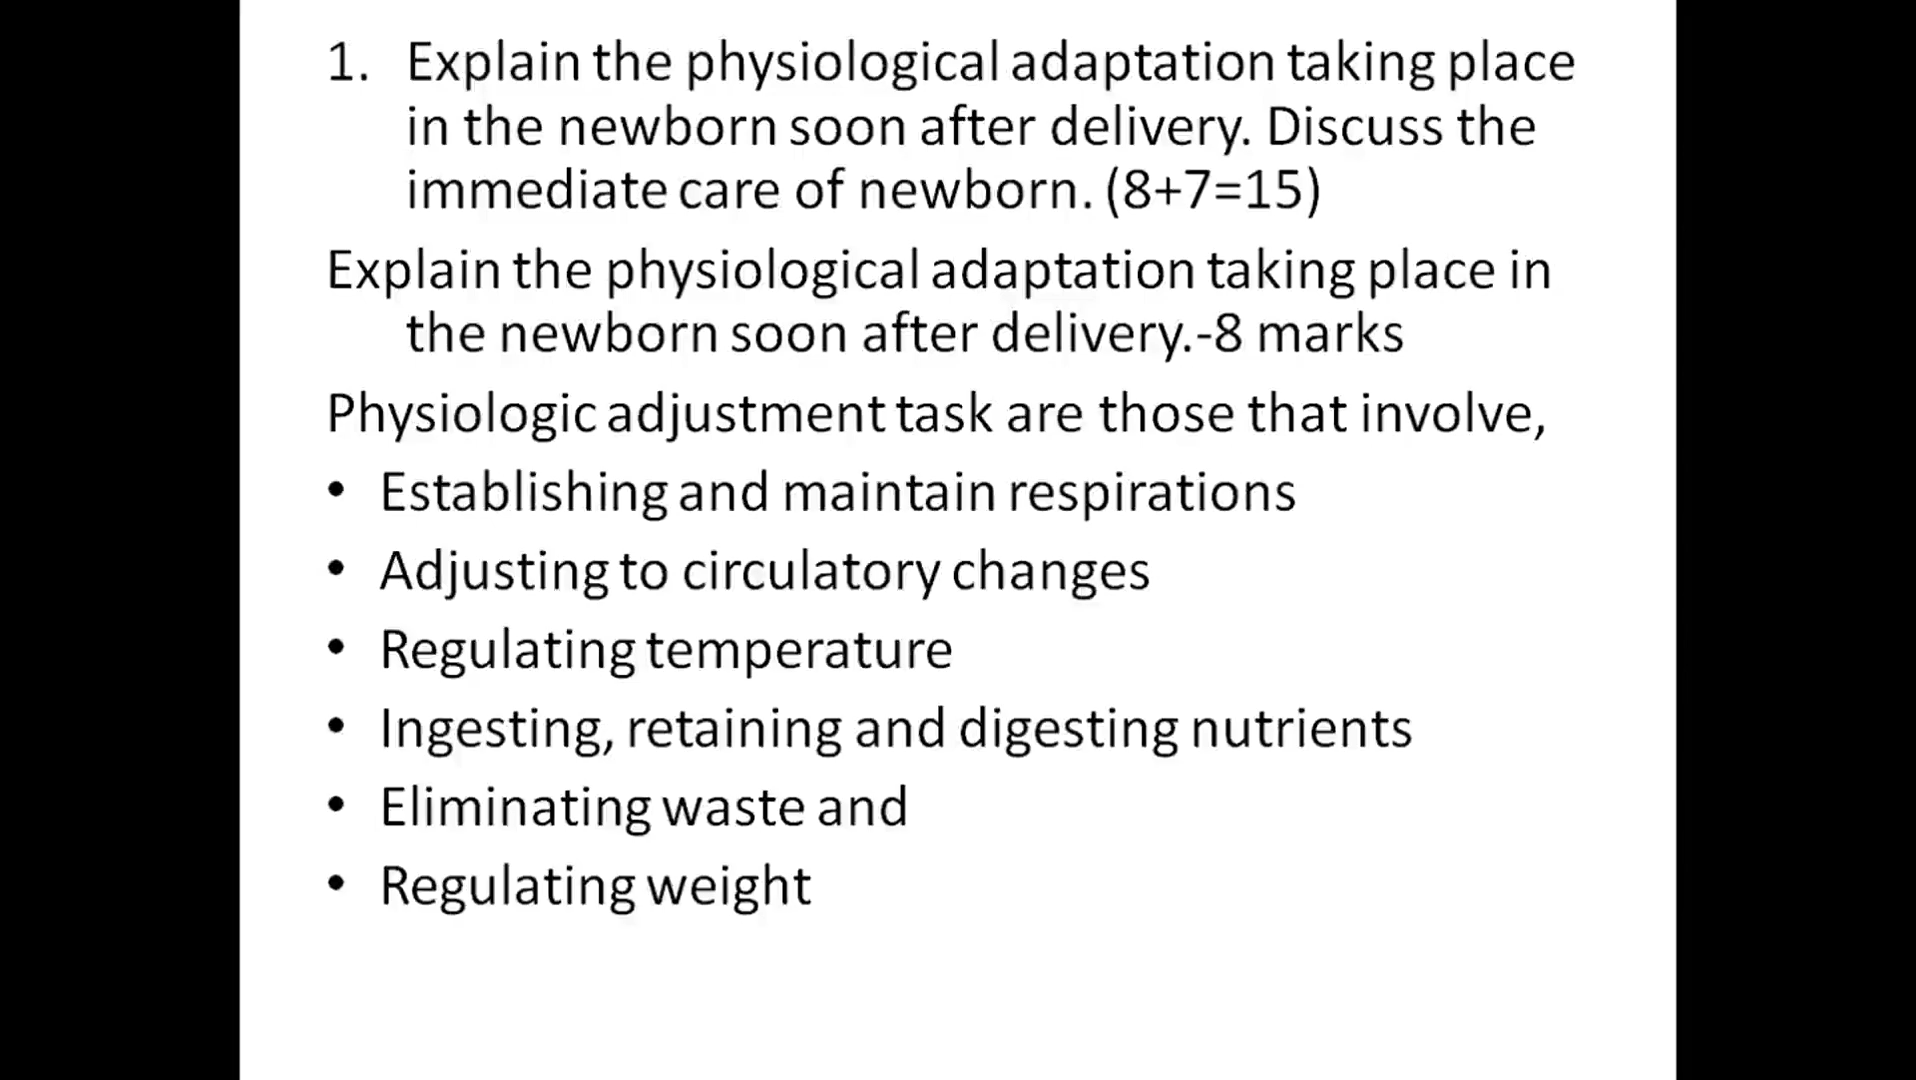 1. Explain the physiological adaptation taking place
in the newborn soon after delivery. Discuss the
immediate care of newborn. (8+7=15)
Explain the physiological adaptation taking place in
the newborn soon after delivery.-8 marks
Physiologic adjustment task are those that involve,
• Establishing and maintain respirations
• Adjusting to circulatory changes
• Regulating temperature
• Ingesting, retaining and digesting nutrients
• Eliminating waste and
• Regulating weight